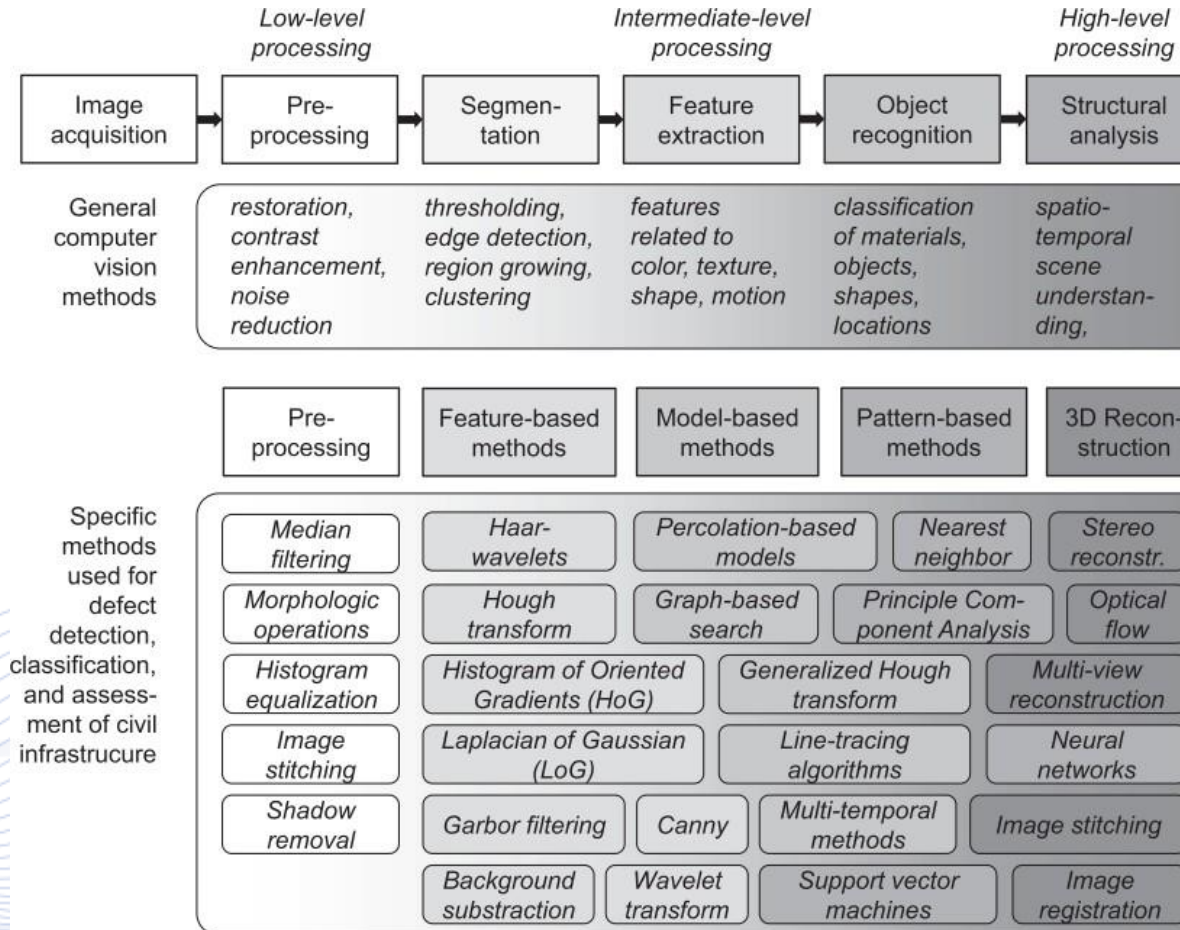 Low-level
processing
Intermediate-level
processing
High-level
processing
Image
acquisition
Pre-
processing
Segmen-
tation
Feature
extraction
Object
recognition
Structural
analysis
General
computer
vision
methods
restoration,
contrast
enhancement,
noise
reduction
thresholding,
edge detection,
region growing,
clustering
features
related to
color, texture,
shape, motion
classification
of materials,
objects,
shapes,
locations
spatio-
temporal
scene
understan-
ding,
Pre-
processing
Feature-based
methods
Model-based
methods
Pattern-based
methods
3D Recon-
struction
Specific
methods
used for
defect
detection,
classification,
and assess-
ment of civil
infrastrucure
Median
filtering
Haar-
wavelets
Percolation-based
models
Nearest
neighbor
Stereo
reconstr.
Morphologic
operations
Hough
transform
Graph-based
search
Principle Com-
ponent Analysis
Optical
flow
Histogram
equalization
Histogram of Oriented
Gradients (HoG)
Generalized Hough
transform
Multi-view
reconstruction
Image
stitching
Laplacian of Gaussian
(LoG)
Line-tracing
algorithms
Neural
networks
Shadow
removal
Garbor filtering
Canny
Multi-temporal
methods
Image stitching
Background
substraction
Wavelet
transform
Support vector
machines
Image
registration